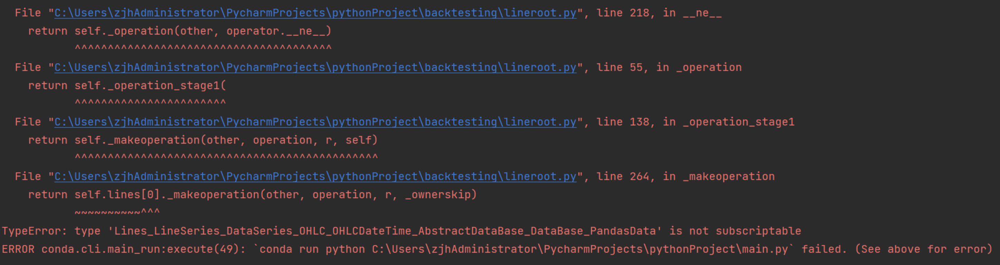 File "C:\Users\zjhAdministrator\PycharmProjects\pythonProject\backtesting\lineroot.py", line 218, in __ne__
return self._operation(other, operator.__ne__)
^^^^^^^^^^^^^^^^^^^^^^^^^^^^^^^^^^^^^^^
File "C:\Users\zjhAdministrator\PycharmProjects\pythonProject\backtesting\lineroot.py", line 55, in _operation
return self._operation_stage1(
^^^^^^^^^^^^^^^^^^^^^^^
File "C:\Users\zjhAdministrator\PycharmProjects\pythonProject\backtesting\lineroot.py", line 138, in _operation_stage1
return self._makeoperation(other, operation, r, self)
^^^^^^^^^^^^^^^^^^^^^^^^^^^^^^^^^^^^^^^^^^^^^^
File "C:\Users\zjhAdministrator\PycharmProjects\pythonProject\backtesting\lineroot.py", line 264, in _makeoperation
return self.lines[0]._makeoperation(other, operation, r, _ownerskip)
~~~~~~~~~~^^^
TypeError: type 'Lines_LineSeries_DataSeries_OHLC_OHLCDateTime_AbstractDataBase_DataBase_PandasData' is not subscriptable
ERROR conda.cli.main_run:execute(49): `conda run python C:\Users\zjhAdministrator\PycharmProjects\pythonProject\main.py` failed. (See above for error)